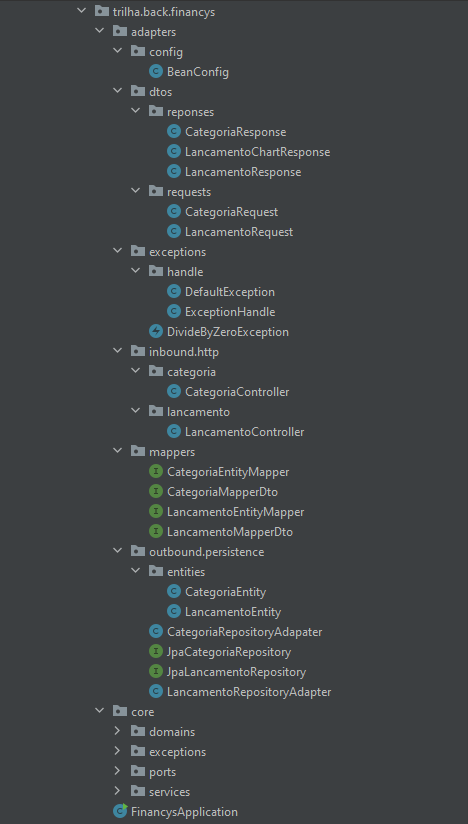 trilha.back.financys
adapters
config
BeanConfig
dtos
reponses
CategoriaResponse
LancamentoChartResponse
LancamentoResponse
requests
CategoriaRequest
LancamentoRequest
exceptions
handle
DefaultException
ExceptionHandle
DivideByZeroException
inbound.http
categoria
CategoriaController
lancamento
LancamentoController
mappers
CategoriaEntityMapper
CategoriaMapperDto
LancamentoEntityMapper
LancamentoMapperDto
outbound.persistence
entities
CategoriaEntity
LancamentoEntity
CategoriaRepositoryAdapater
JpaCategoriaRepository
JpaLancamentoRepository
LancamentoRepositoryAdapter
core
domains
exceptions
ports
services
FinancysApplication